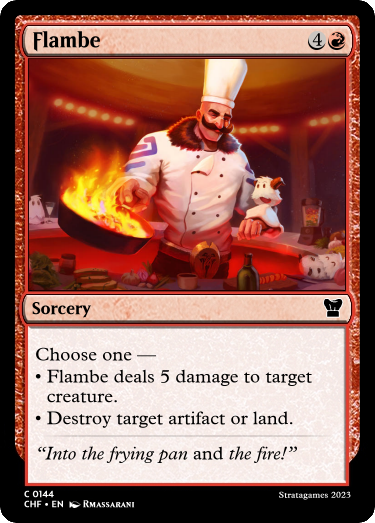 Flambe 4
Sorcery
Choose one —
• Flambe deals 5 damage to target
creature.
• Destroy target artifact or land.
“Into the frying pan and the fire!”
C 0144
CHF • EN RMASSARANI
Stratagames 2023